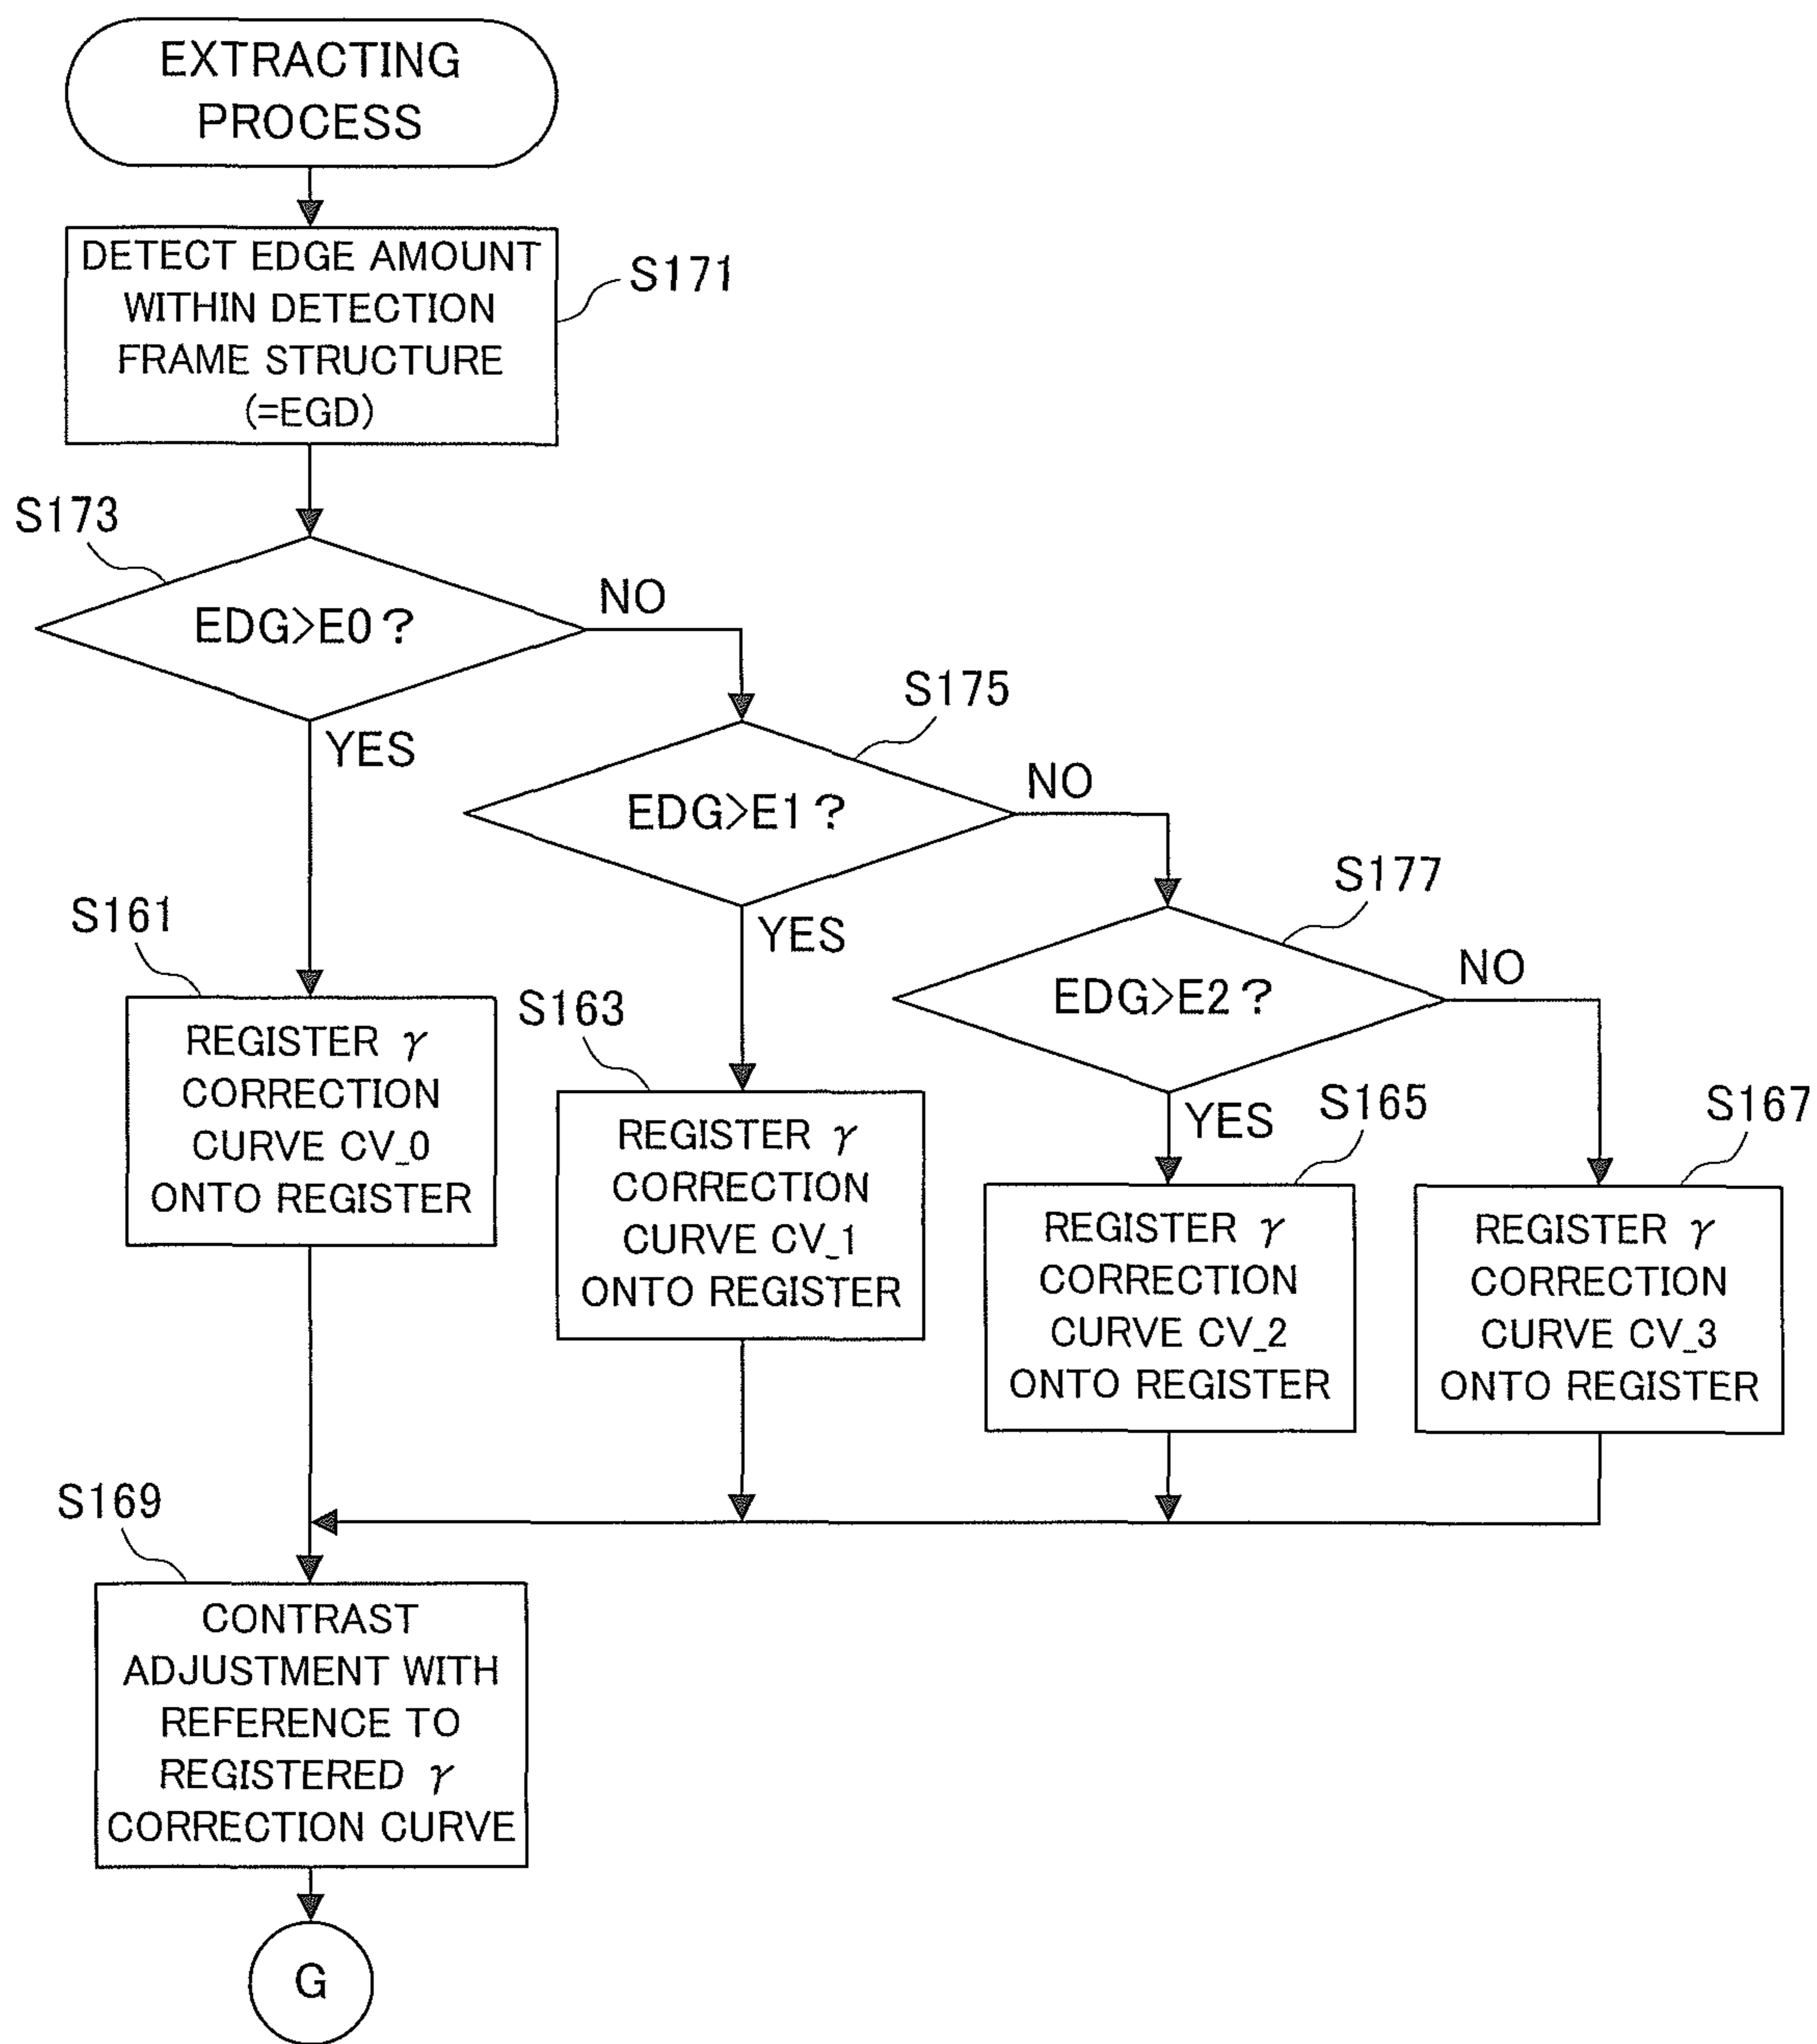 EXTRACTING
PROCESS
DETECT EDGE AMOUNT
WITHIN DETECTION
FRAME STRUCTURE
(=EGD)
S171
S173
EDG>E0?
NO
YES
S175
EDG>E1?
NO
YES
S177
EDG>E2?
NO
YES
S161
REGISTER γ
CORRECTION
CURVE CV_0
ONTO REGISTER
S163
REGISTER γ
CORRECTION
CURVE CV_1
ONTO REGISTER
S165
REGISTER γ
CORRECTION
CURVE CV_2
ONTO REGISTER
S167
REGISTER γ
CORRECTION
CURVE CV_3
ONTO REGISTER
S169
CONTRAST
ADJUSTMENT WITH
REFERENCE TO
REGISTERED γ
CORRECTION CURVE
G